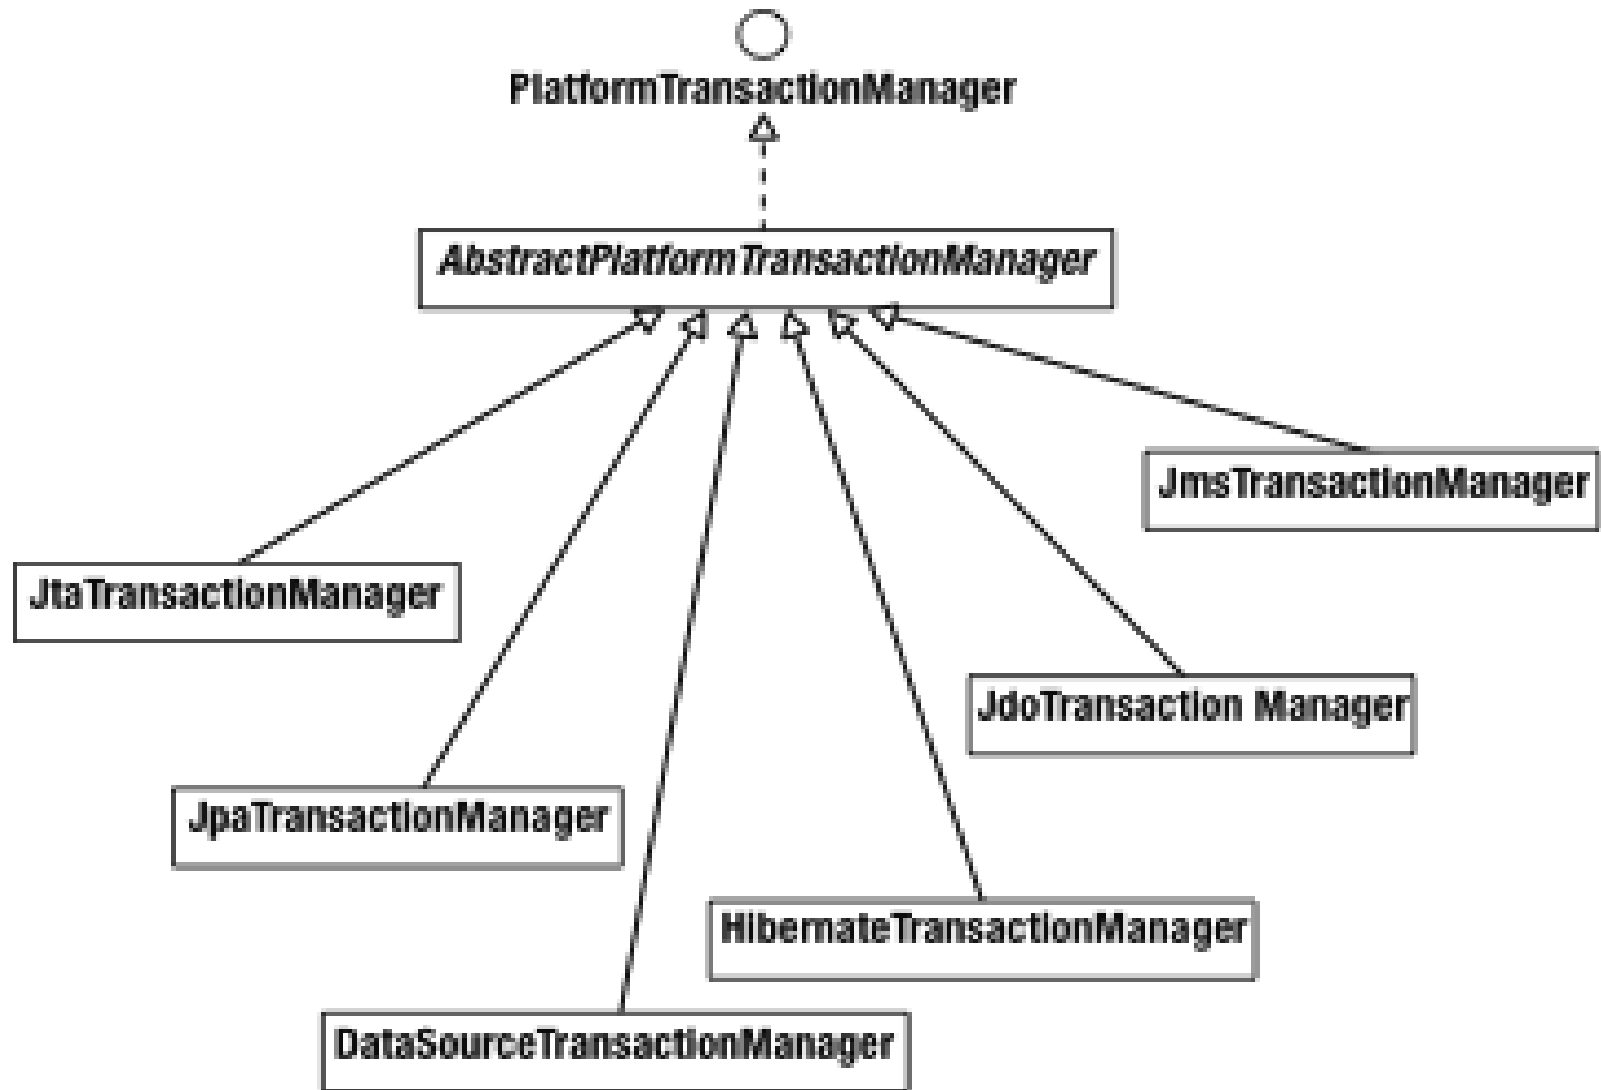 PlatformTransactionManager
AbstractPlatformTransactionManager
JmsTransactionManager
JtaTransactionManager
JdoTransaction Manager
JpaTransactionManager
HibernateTransactionManager
DataSourceTransactionManager